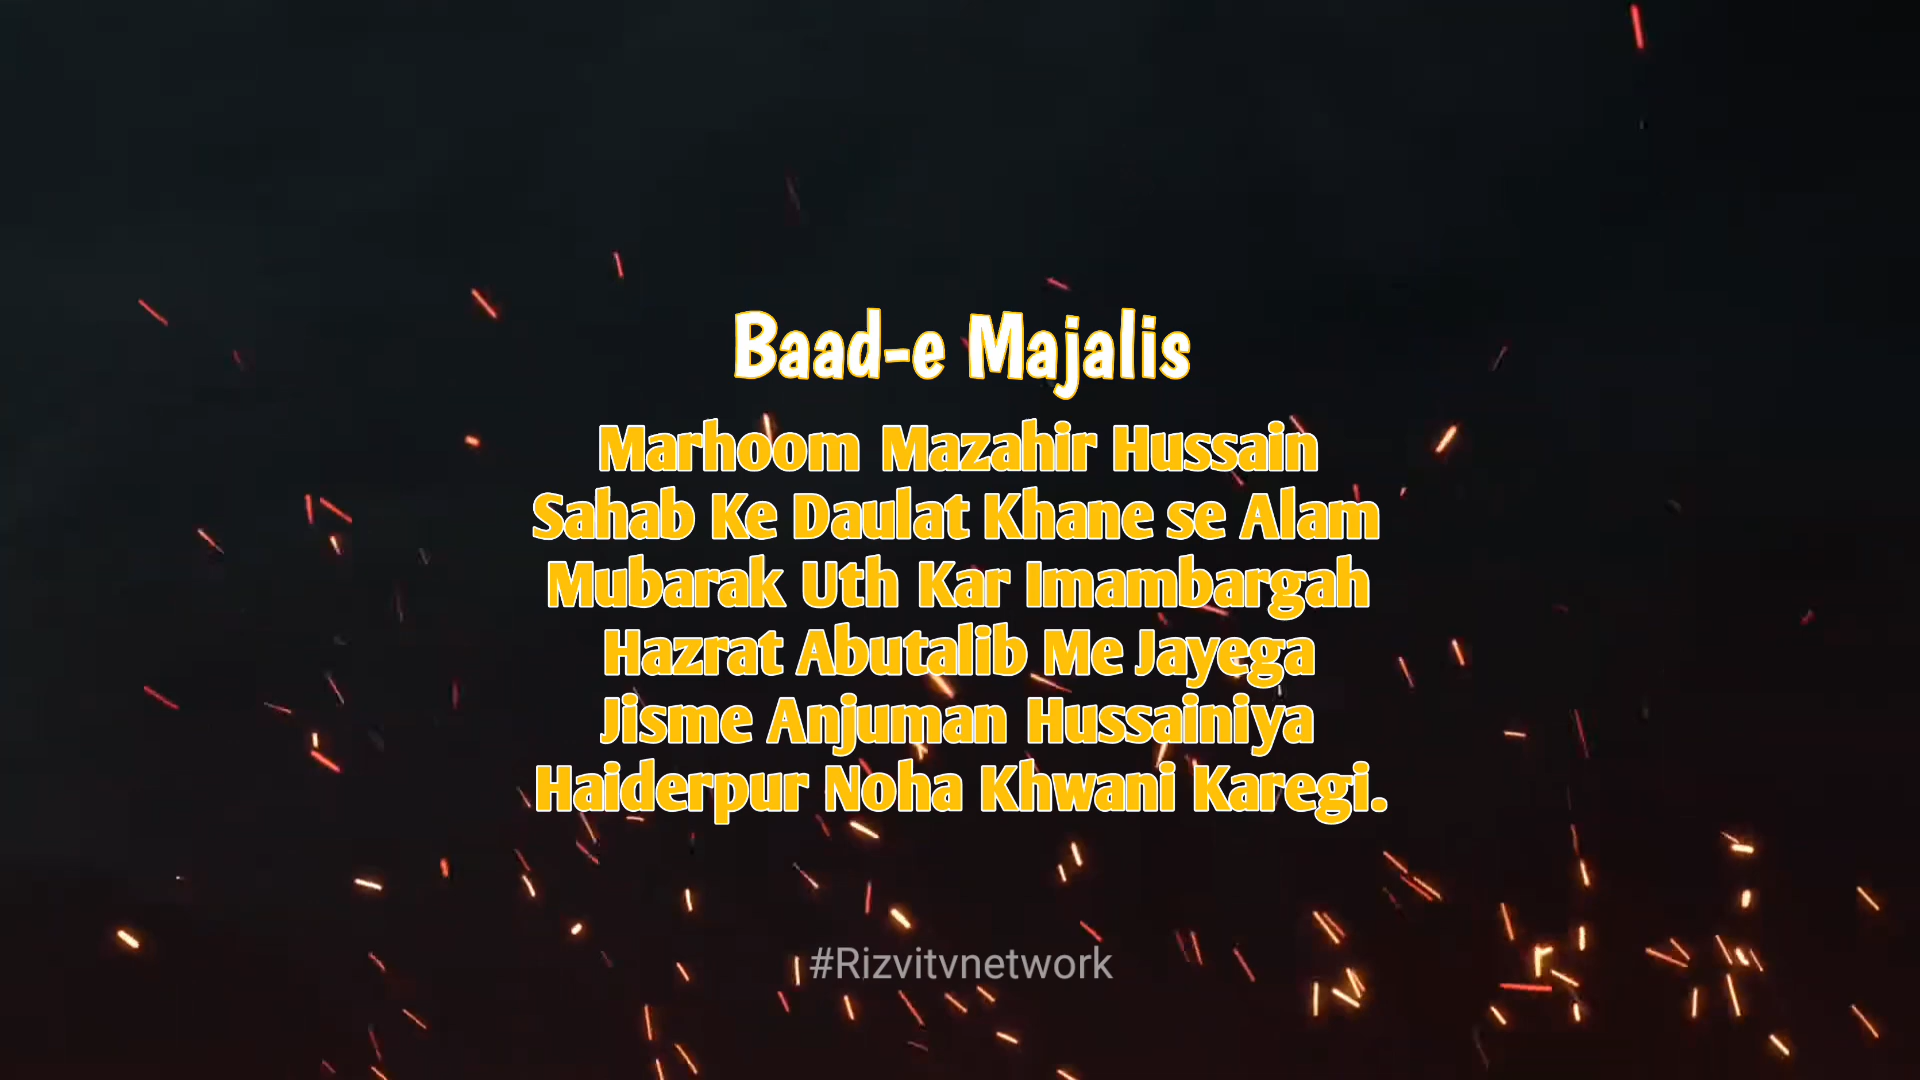 Baad-e Majalis
Marhoom Mazahir Hussain
Sahab Ke Daulat Khane se Alam
Mubarak Uth Kar Imambargah
Hazrat Abutalib Me Jayega
Jisme Anjuman Hussainiya
Haiderpur Noha Khwani Karegi.
#Rizvitvnetwork